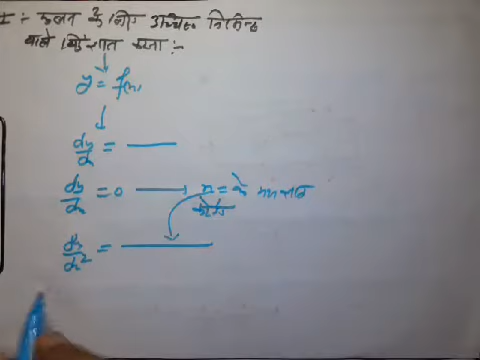 I :- फलन के लिए उच्चिष्ठ निम्निष्ठ
वाले बिन्दु ज्ञात करना :-
y = f(x)
dy/dx =
dy/dx = 0 x = के मान ज्ञात
d²y/dx² =